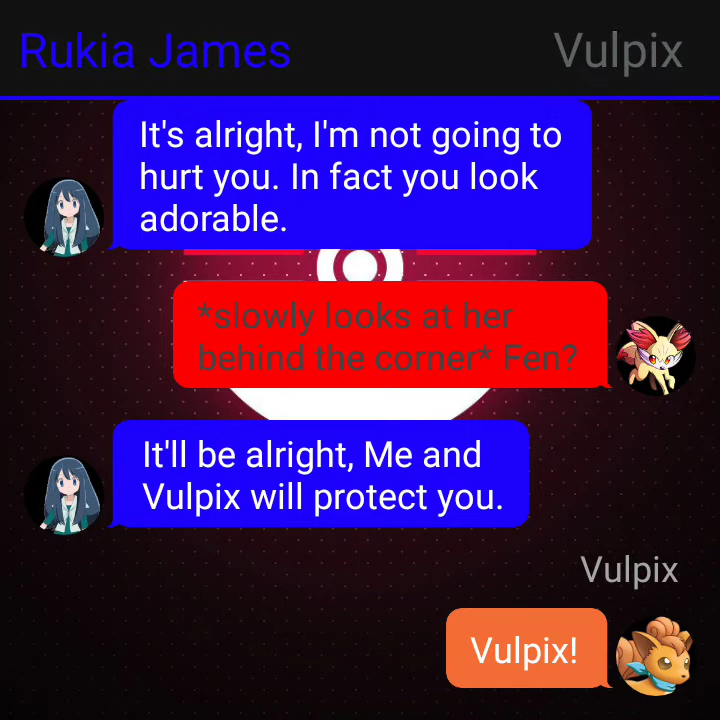 Rukia James
Vulpix
It's alright, I'm not going to
hurt you. In fact you look
adorable.
*slowly looks at her
behind the corner* Fen?
It'll be alright, Me and
Vulpix will protect you.
Vulpix
Vulpix!